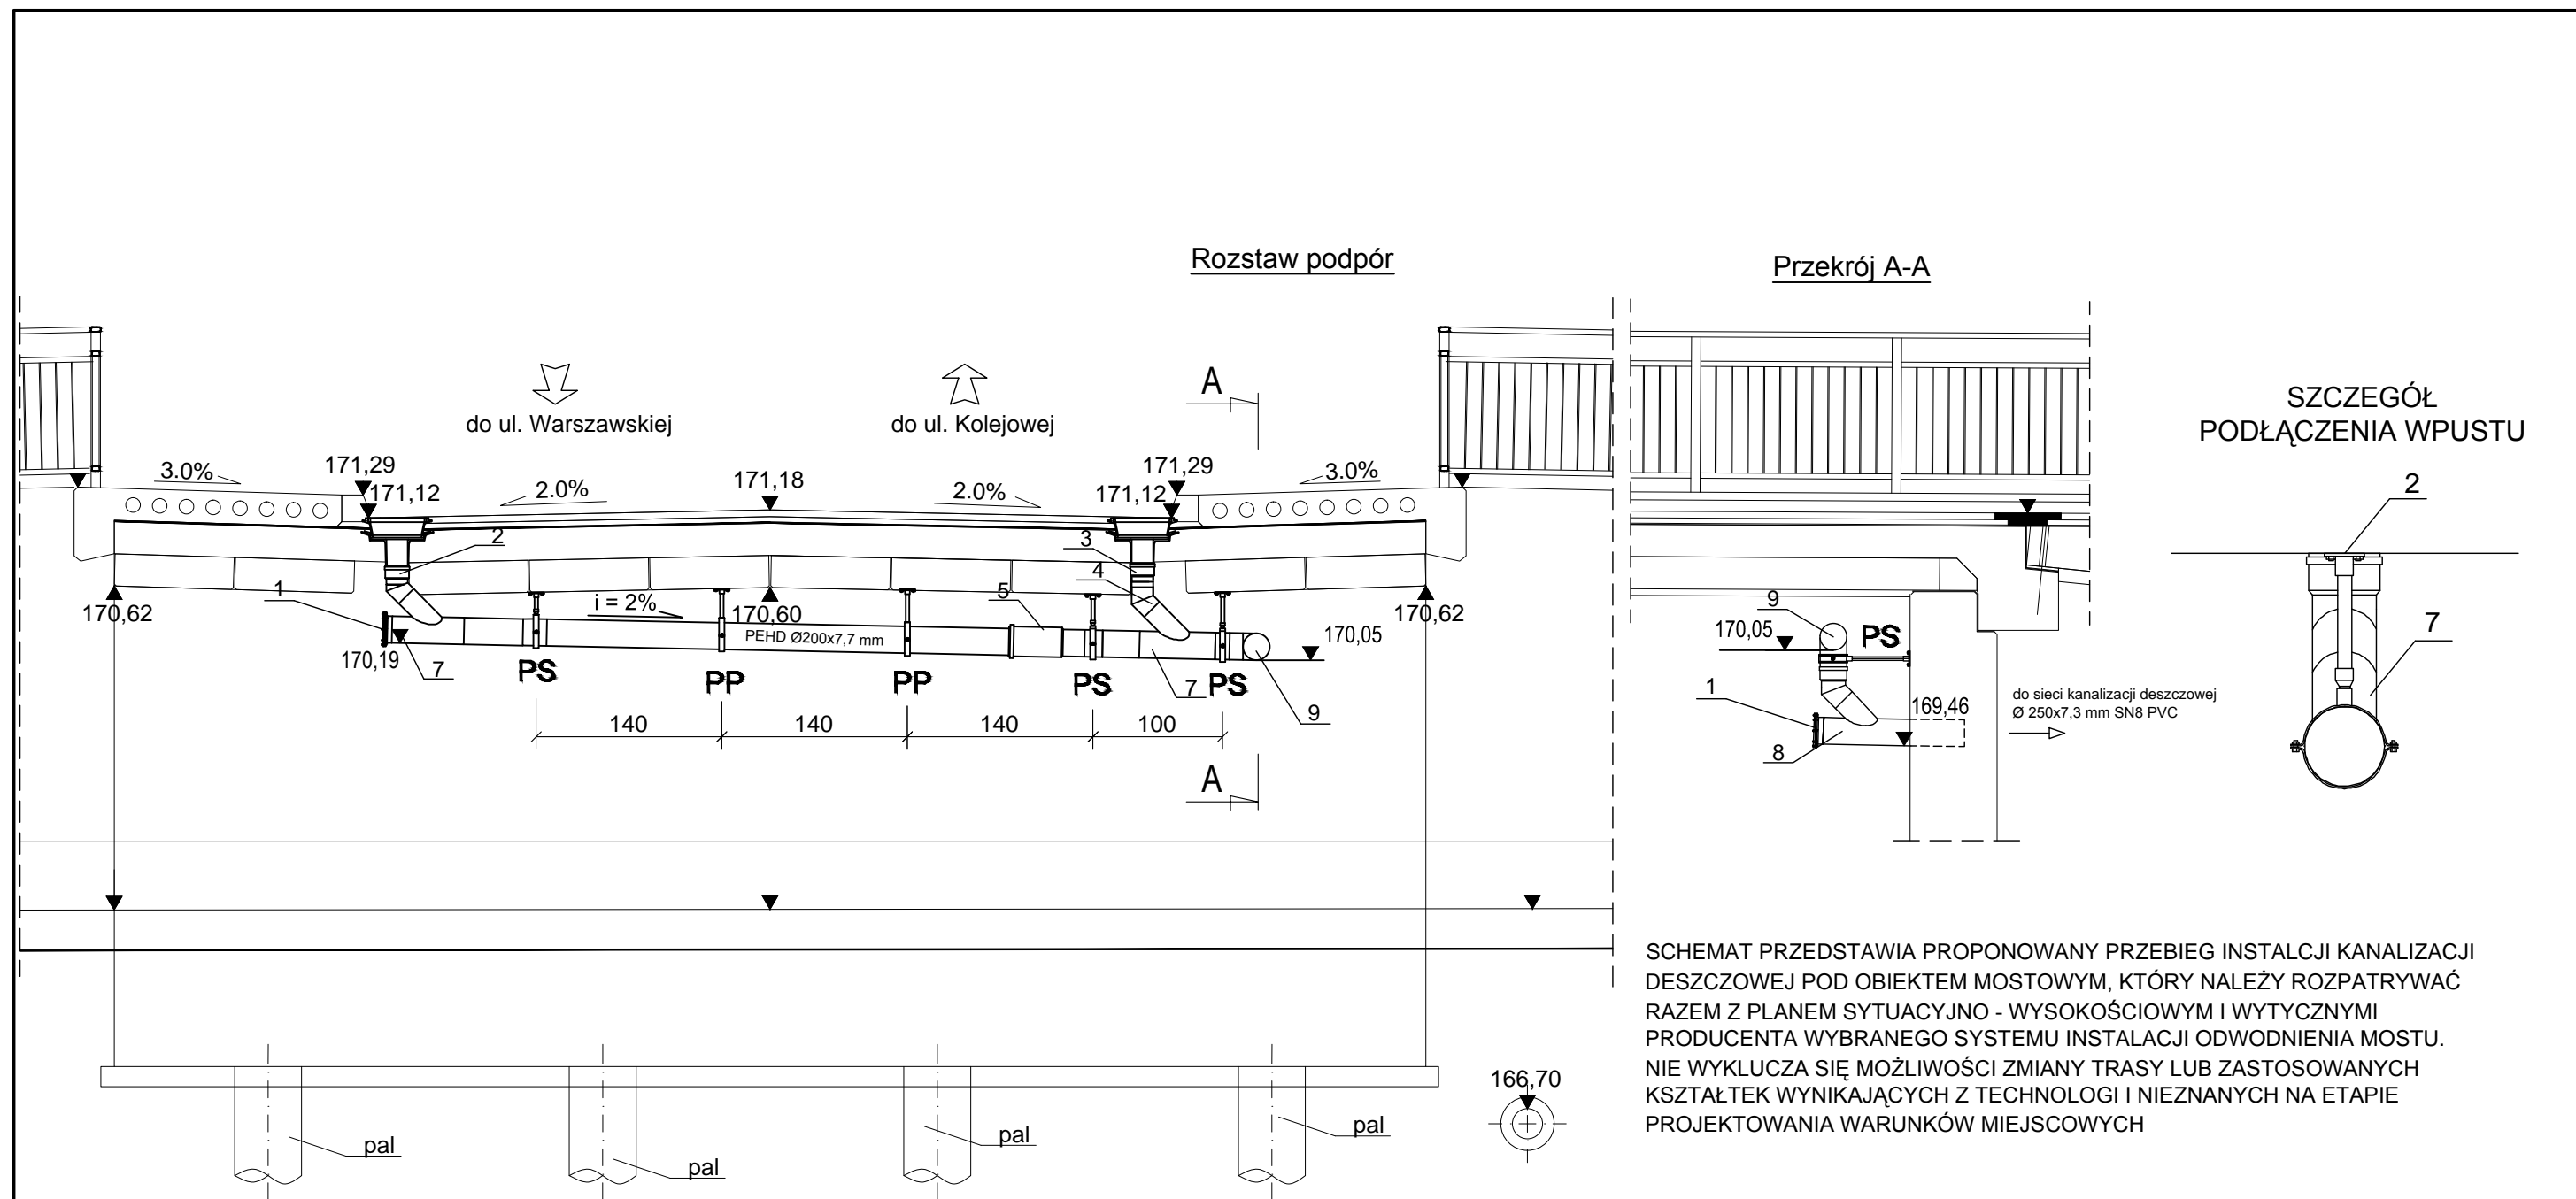 Rozstaw podpór
Przekrój A-A
SZCZEGÓŁ
PODŁĄCZENIA WPUSTU
do ul. Warszawskiej
do ul. Kolejowej
A
3.0%
171,29
171,12
2.0%
171,18
2.0%
171,29
171,12
3.0%
2
3
4
5
1
i = 2%
170,62
170,60
170,62
PEHD Ø200x7,7 mm
170,19
7
170,05
PS
PP
PP
PS
7
PS
9
140
140
140
100
A
9
170,05
PS
1
169,46
8
do sieci kanalizacji deszczowej
Ø 250x7,3 mm SN8 PVC
2
7
SCHEMAT PRZEDSTAWIA PROPONOWANY PRZEBIEG INSTALCJI KANALIZACJI
DESZCZOWEJ POD OBIEKTEM MOSTOWYM, KTÓRY NALEŻY ROZPATRYWAĆ
RAZEM Z PLANEM SYTUACYJNO - WYSOKOŚCIOWYM I WYTYCZNYMI
PRODUCENTA WYBRANEGO SYSTEMU INSTALACJI ODWODNIENIA MOSTU.
NIE WYKLUCZA SIĘ MOŻLIWOŚCI ZMIANY TRASY LUB ZASTOSOWANYCH
KSZTAŁTEK WYNIKAJĄCYCH Z TECHNOLOGI I NIEZNANYCH NA ETAPIE
PROJEKTOWANIA WARUNKÓW MIEJSCOWYCH
166,70
pal
pal
pal
pal